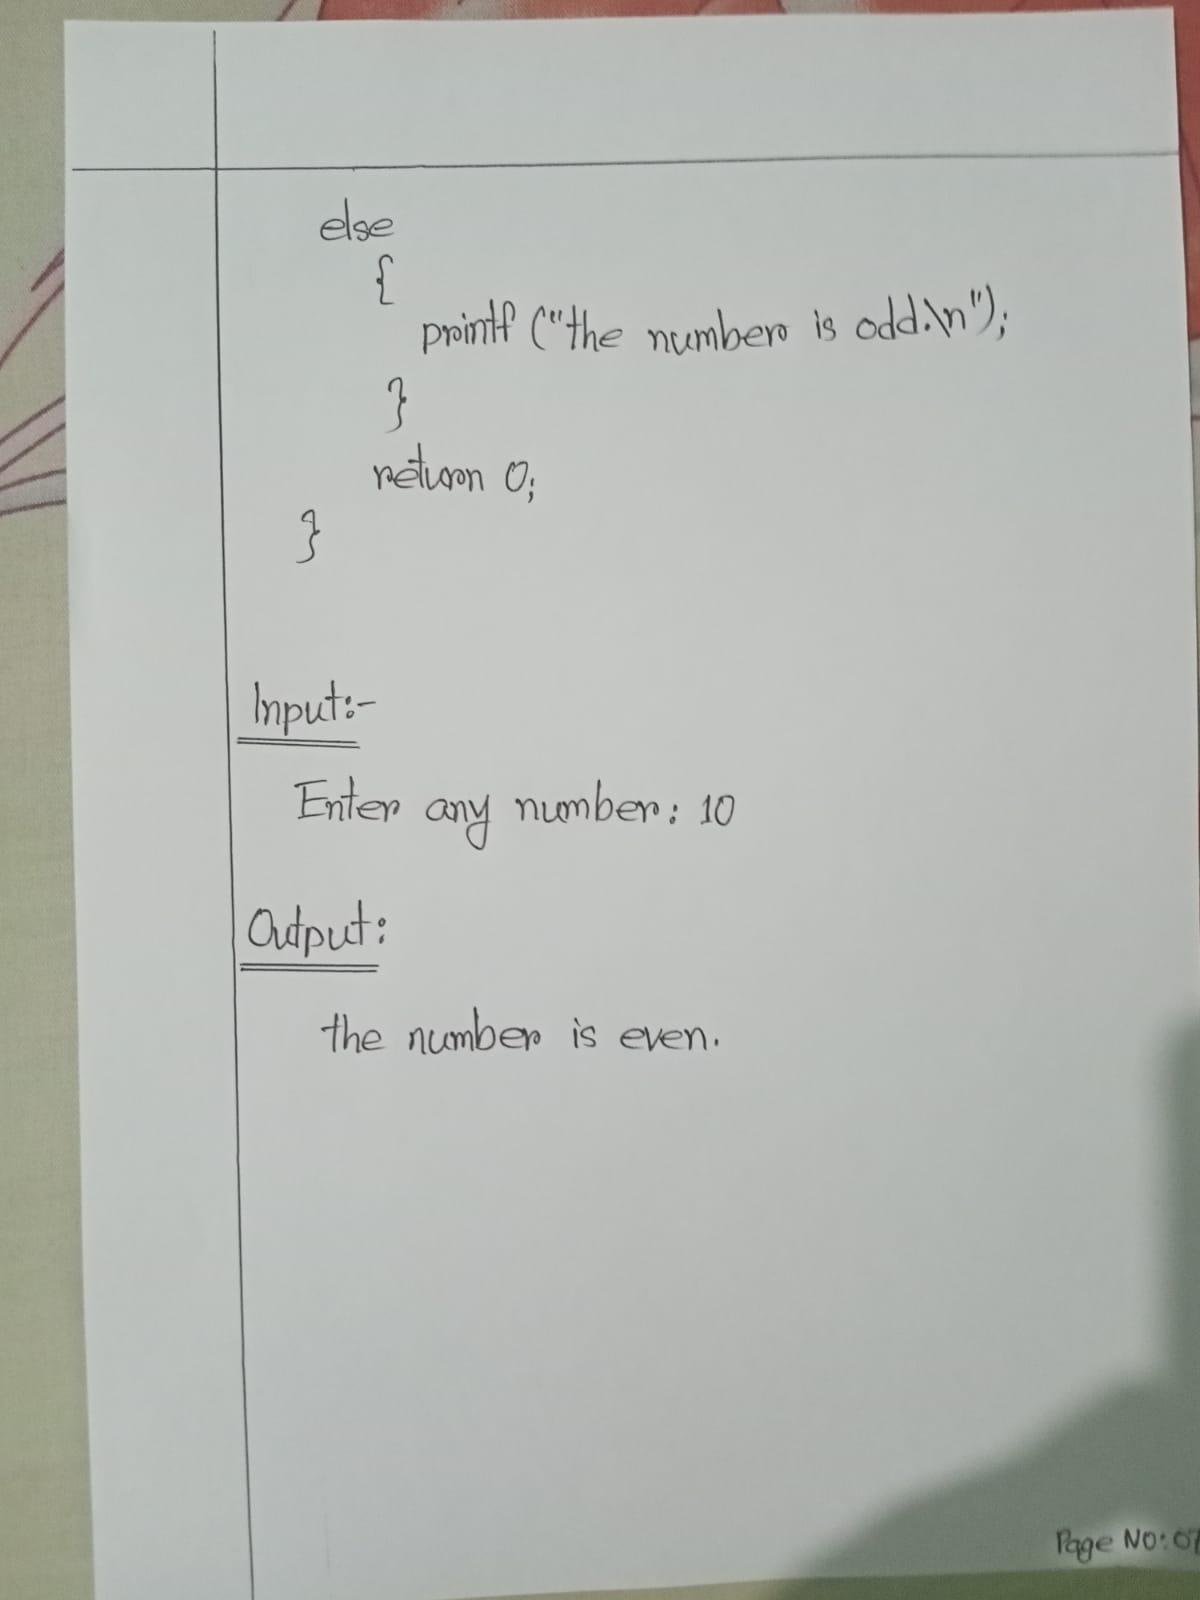 else
{
printf ("the number is odd.\n");
}
return 0;
}
Input:-
Enter any number: 10
Output:
the number is even.
Page No: 07